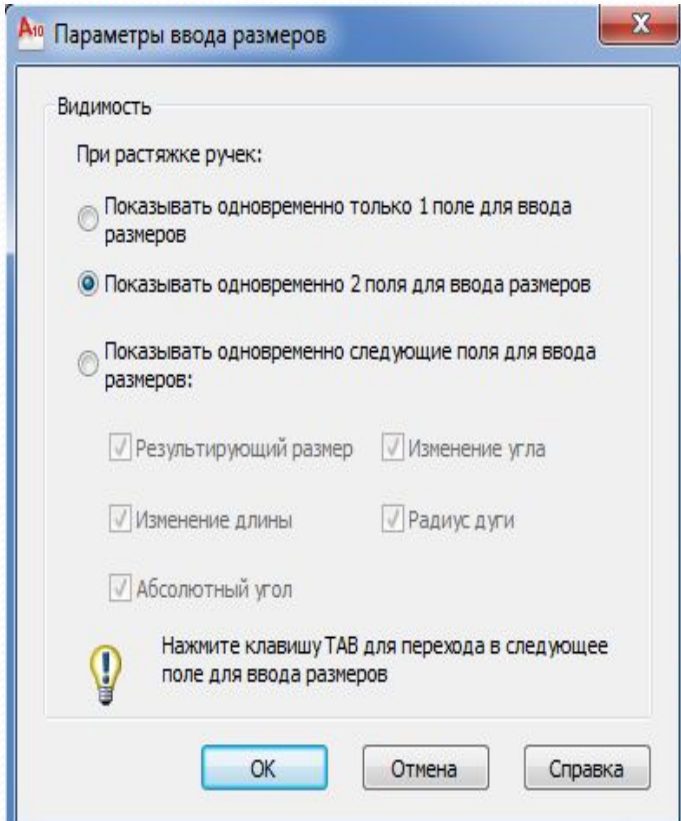 A10 Параметры ввода размеров
Видимость
При растяжке ручек:
Показывать одновременно только 1 поле для ввода
размеров
Показывать одновременно 2 поля для ввода размеров
Показывать одновременно следующие поля для ввода
размеров:
Результирующий размер Изменение угла
Изменение длины Радиус дуги
Абсолютный угол
Нажмите клавишу TAB для перехода в следующее
поле для ввода размеров
OK Отмена Справка